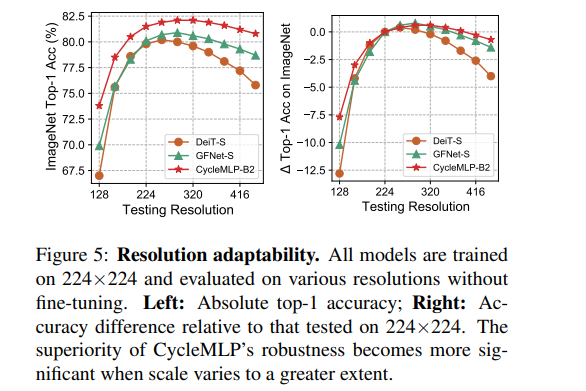 ImageNet Top-1 Acc (%)
82.5
80.0
77.5
75.0
72.5
70.0
67.5
128
224
320
416
Testing Resolution
DeiT-S
GFNet-S
CycleMLP-B2
Δ Top-1 Acc on ImageNet
0.0
−2.5
−5.0
−7.5
−10.0
−12.5
128
224
320
416
Testing Resolution
DeiT-S
GFNet-S
CycleMLP-B2
Figure 5: Resolution adaptability. All models are trained
on 224×224 and evaluated on various resolutions without
fine-tuning. Left: Absolute top-1 accuracy; Right: Ac-
curacy difference relative to that tested on 224×224. The
superiority of CycleMLP's robustness becomes more sig-
nificant when scale varies to a greater extent.